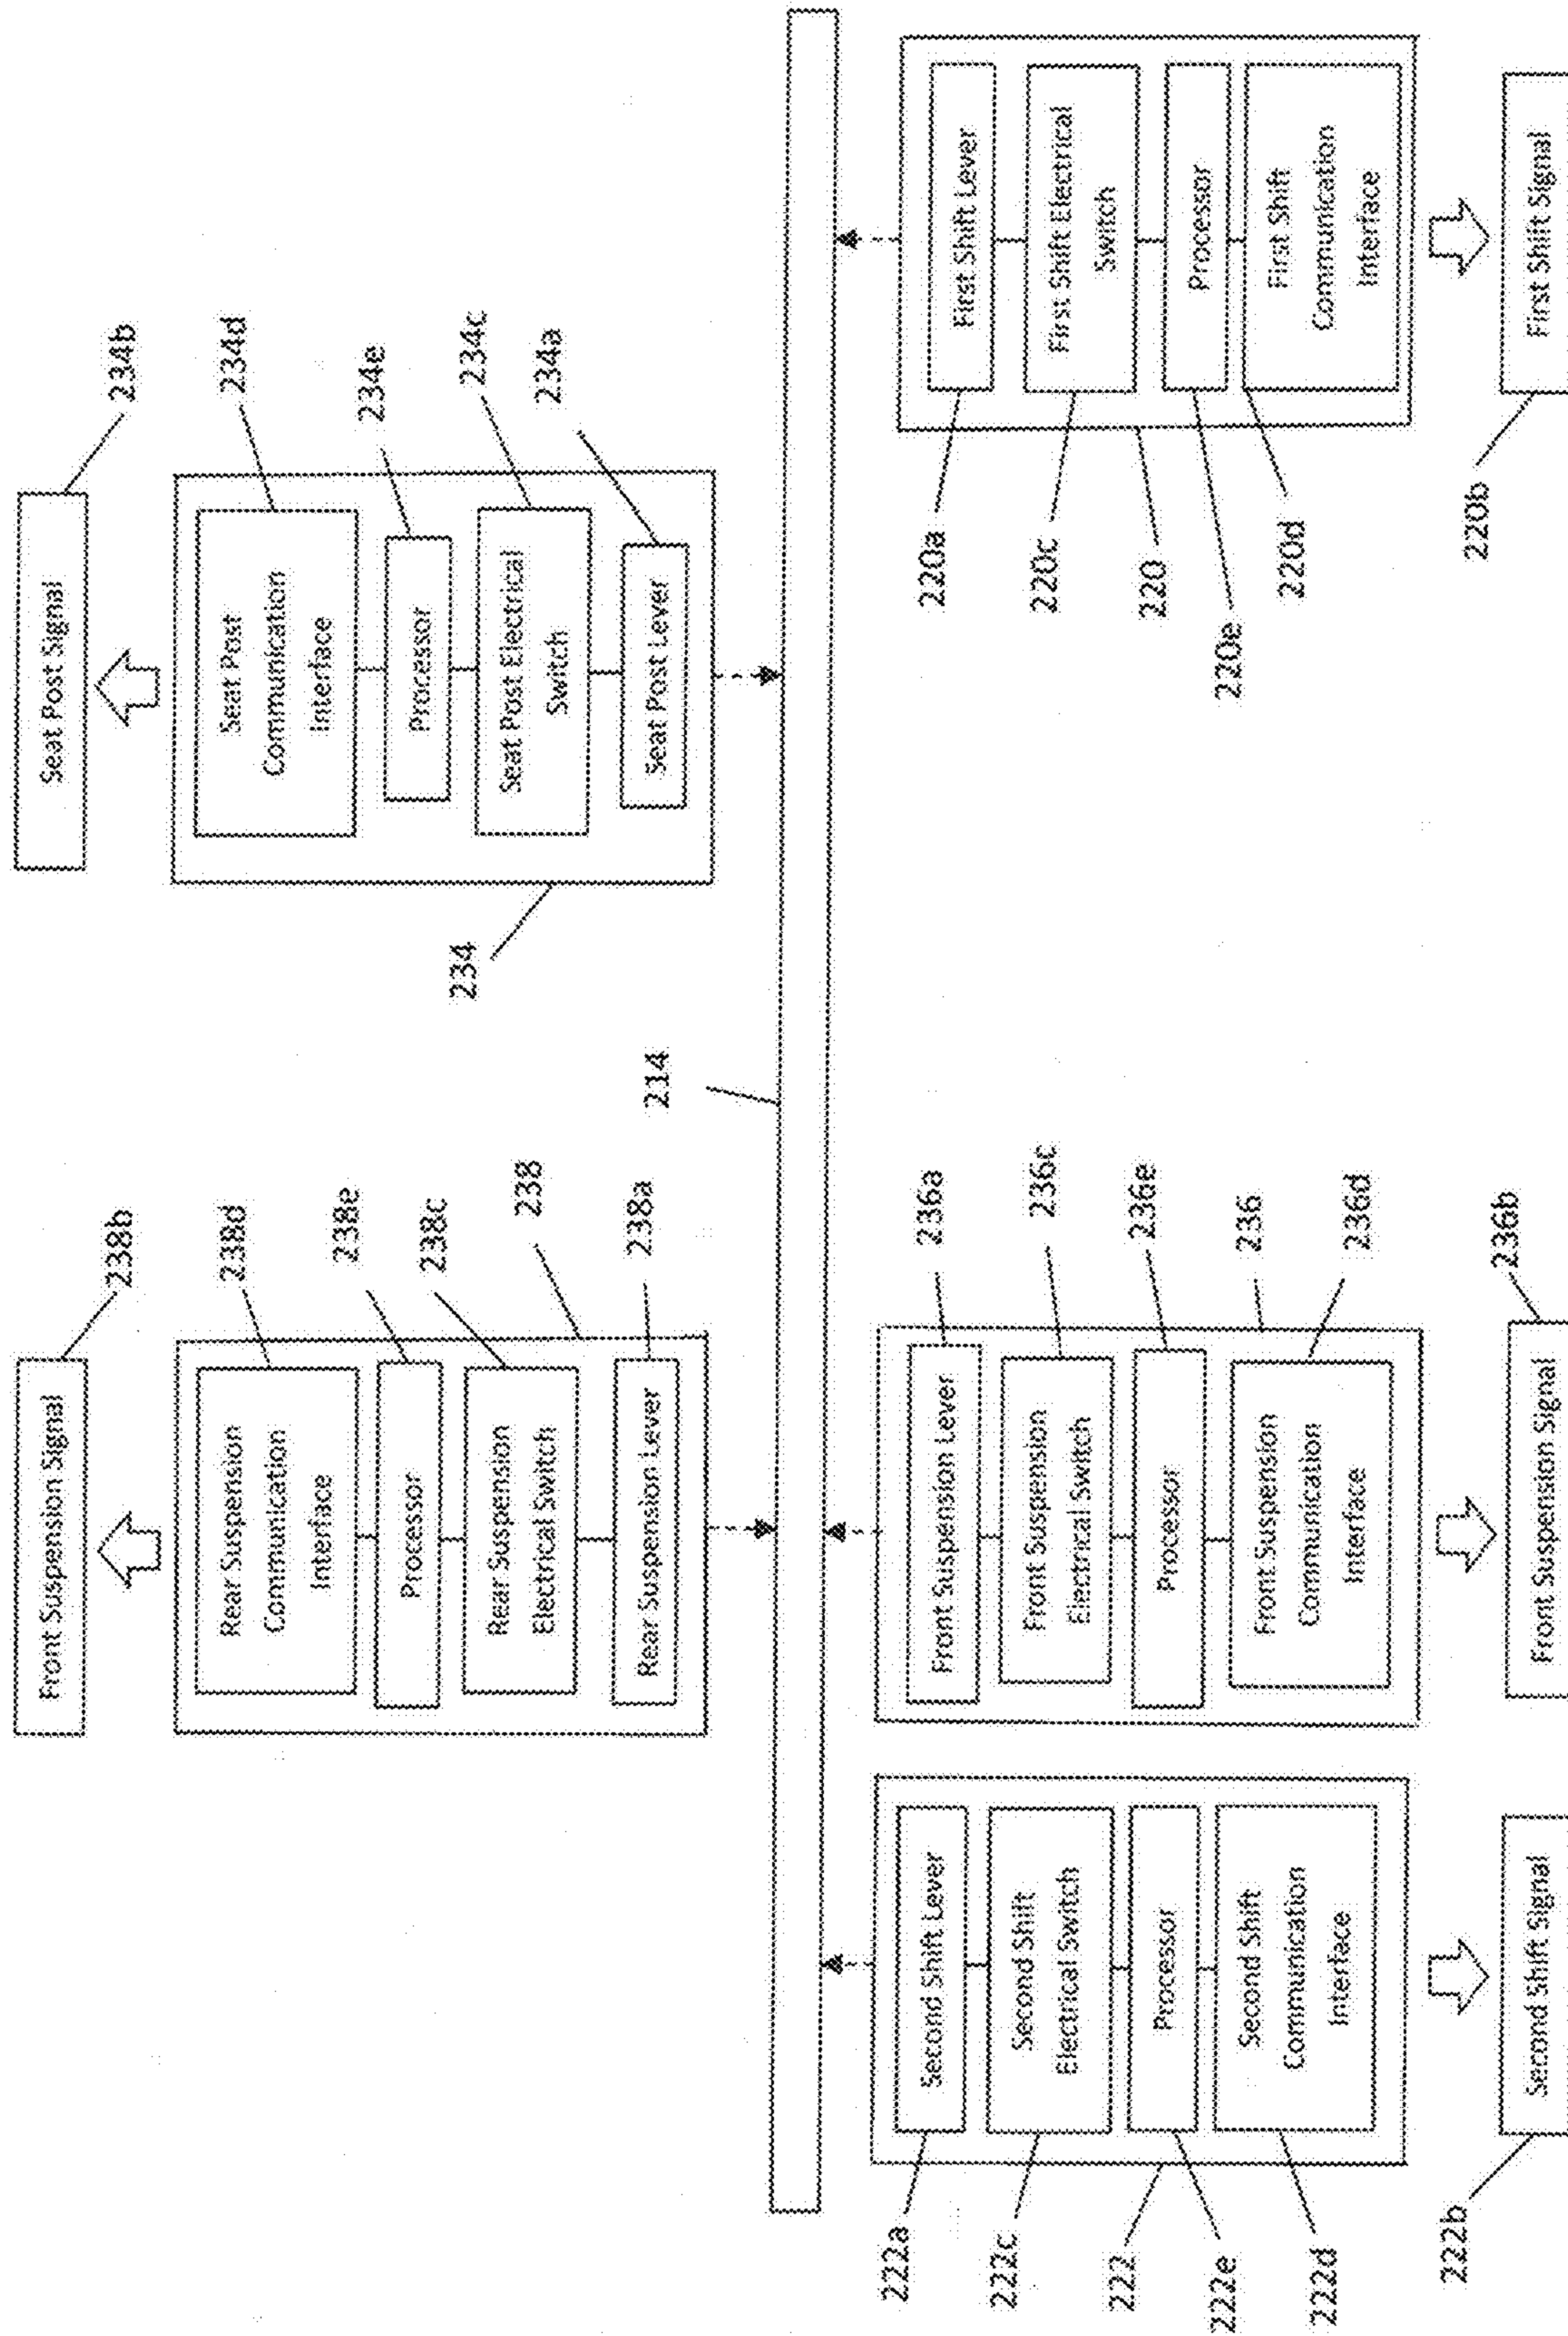 238b
Front Suspension Signal
234b
Seat Post Signal
238d
Rear Suspension
Communication
Interface
238e
Processor
238c
Rear Suspension
Electrical Switch
238
238a
Rear Suspension Lever
234d
Seat Post
Communication
Interface
234e
Processor
234c
Seat Post Electrical
Switch
234a
Seat Post Lever
234
214
222a
Second Shift Lever
222c
Second Shift
Electrical Switch
222
222e
Processor
222d
Second Shift
Communication
Interface
222b
Second Shift Signal
236a
Front Suspension Lever
236c
Front Suspension
Electrical Switch
236e
Processor
236
236d
Front Suspension
Communication
Interface
236b
Front Suspension Signal
220a
First Shift Lever
220c
First Shift Electrical
Switch
220
220e
Processor
220d
First Shift
Communication
Interface
220b
First Shift Signal